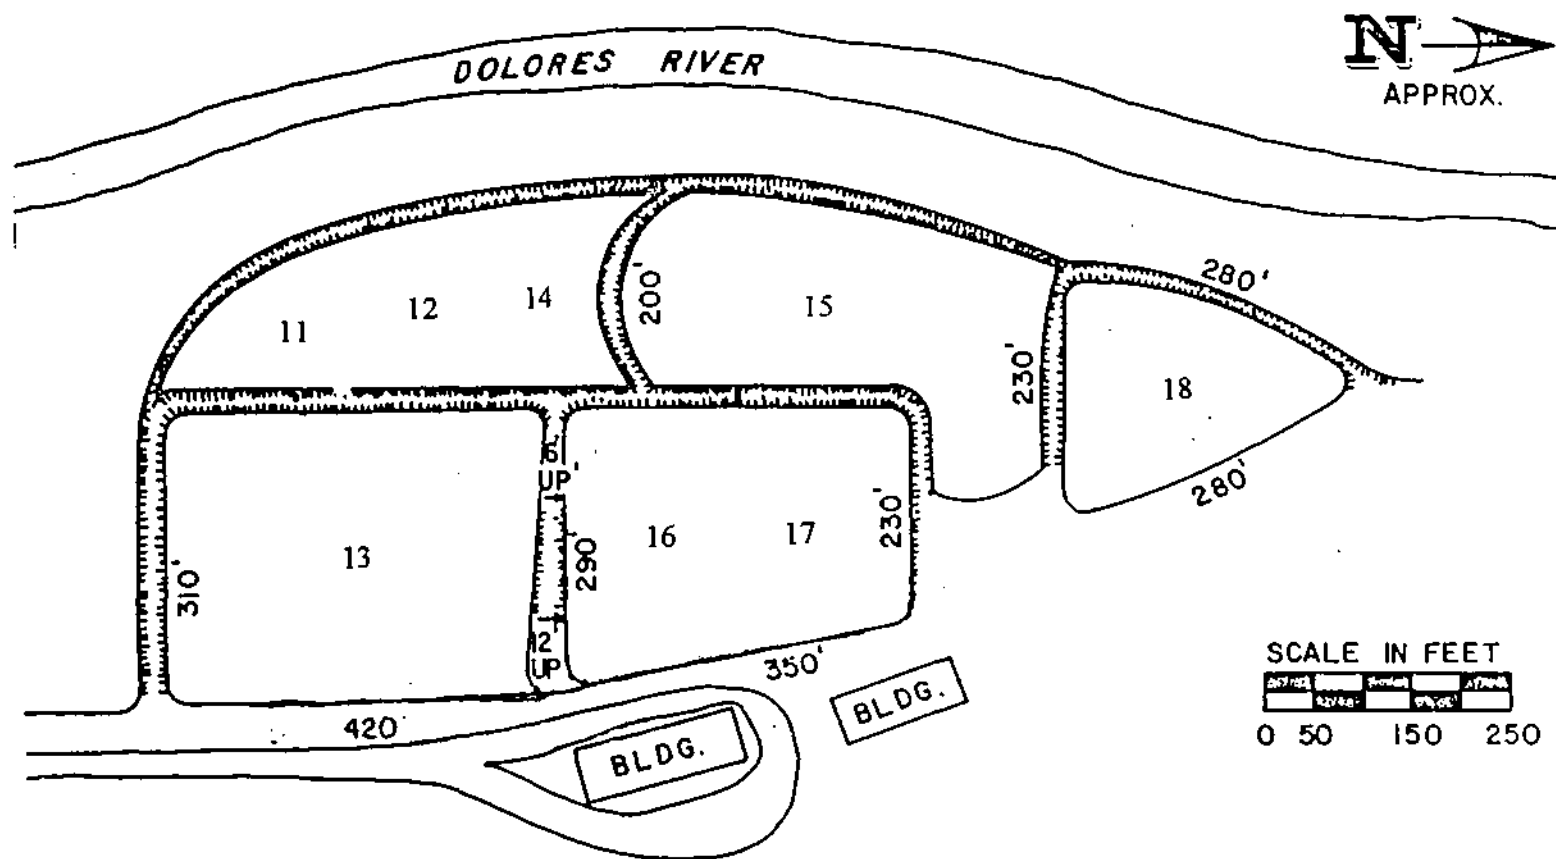 N
APPROX.
DOLORES RIVER
280'
11
12
14
200'
15
230'
18
280'
6'
UP
13
290'
16
17
230'
310'
12'
UP
350'
420
BLDG.
BLDG.
SCALE IN FEET
0 50 150 250